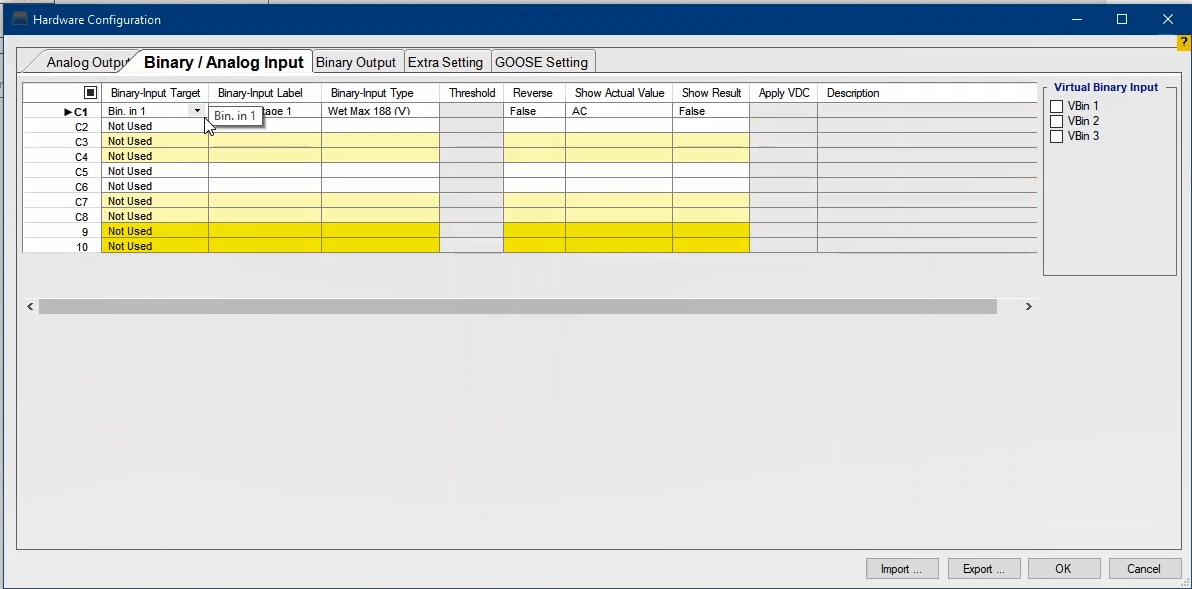 Hardware Configuration
?
Analog Output Binary / Analog Input Binary Output Extra Setting GOOSE Setting
Binary-Input Target Binary-Input Label Binary-Input Type Threshold Reverse Show Actual Value Show Result Apply VDC Description
C1 Bin. in 1 tage 1 Wet Max 188 (V) False AC False
Bin. in 1
C2 Not Used
C3 Not Used
C4 Not Used
C5 Not Used
C6 Not Used
C7 Not Used
C8 Not Used
9 Not Used
10 Not Used
Virtual Binary Input
VBin 1
VBin 2
VBin 3
Import ... Export ... OK Cancel